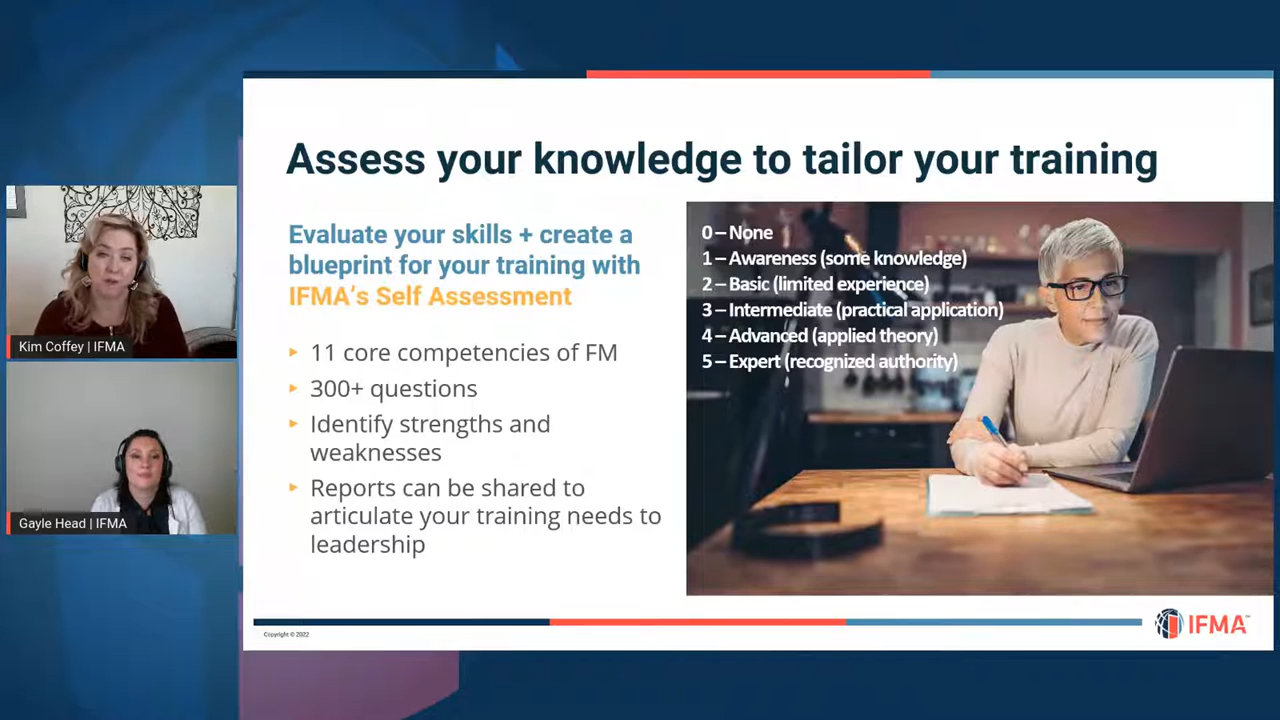 Assess your knowledge to tailor your training
Evaluate your skills + create a
blueprint for your training with
IFMA's Self Assessment
11 core competencies of FM
300+ questions
Identify strengths and
weaknesses
Reports can be shared to
articulate your training needs to
leadership
0 – None
1 – Awareness (some knowledge)
2 – Basic (limited experience)
3 – Intermediate (practical application)
4 – Advanced (applied theory)
5 – Expert (recognized authority)
Kim Coffey | IFMA
Gayle Head | IFMA
Copyright © 2022
IFMA™